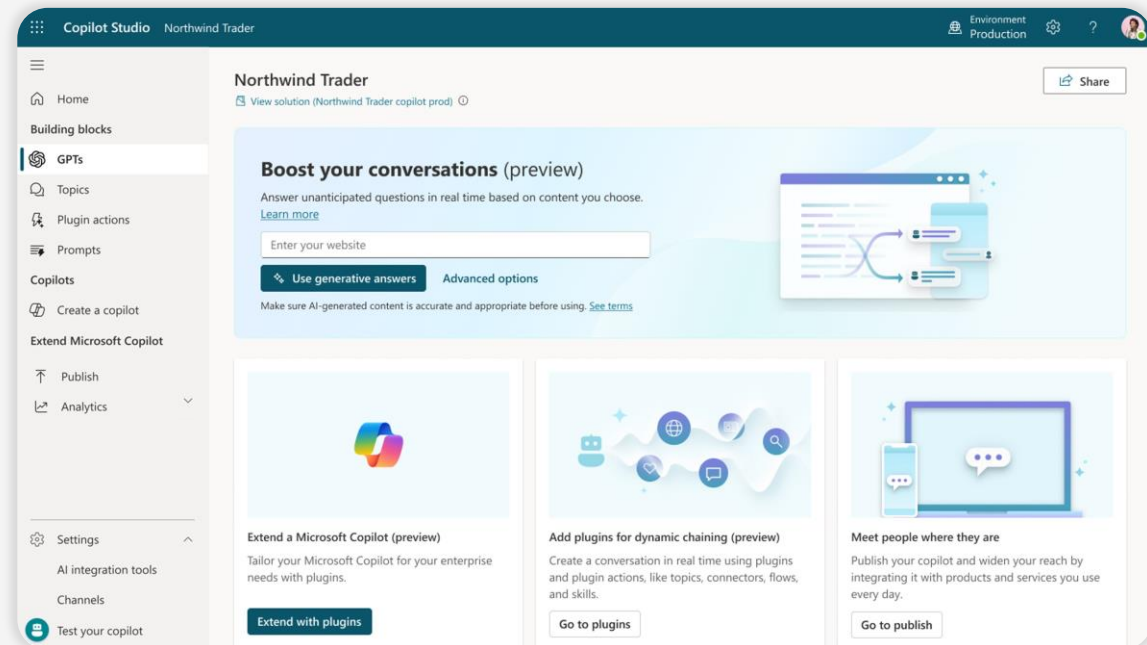 Copilot Studio Northwind Trader
Environment
Production
?
Home
Building blocks
GPTs
Topics
Plugin actions
Prompts
Copilots
Create a copilot
Extend Microsoft Copilot
Publish
Analytics
Settings
AI integration tools
Channels
Test your copilot
Northwind Trader
View solution (Northwind Trader copilot prod)
Share
Boost your conversations (preview)
Answer unanticipated questions in real time based on content you choose.
Learn more
Enter your website
Use generative answers Advanced options
Make sure AI-generated content is accurate and appropriate before using. See terms
Extend a Microsoft Copilot (preview)
Tailor your Microsoft Copilot for your enterprise
needs with plugins.
Extend with plugins
Add plugins for dynamic chaining (preview)
Create a conversation in real time using plugins
and plugin actions, like topics, connectors, flows,
and skills.
Go to plugins
Meet people where they are
Publish your copilot and widen your reach by
integrating it with products and services you use
every day.
Go to publish